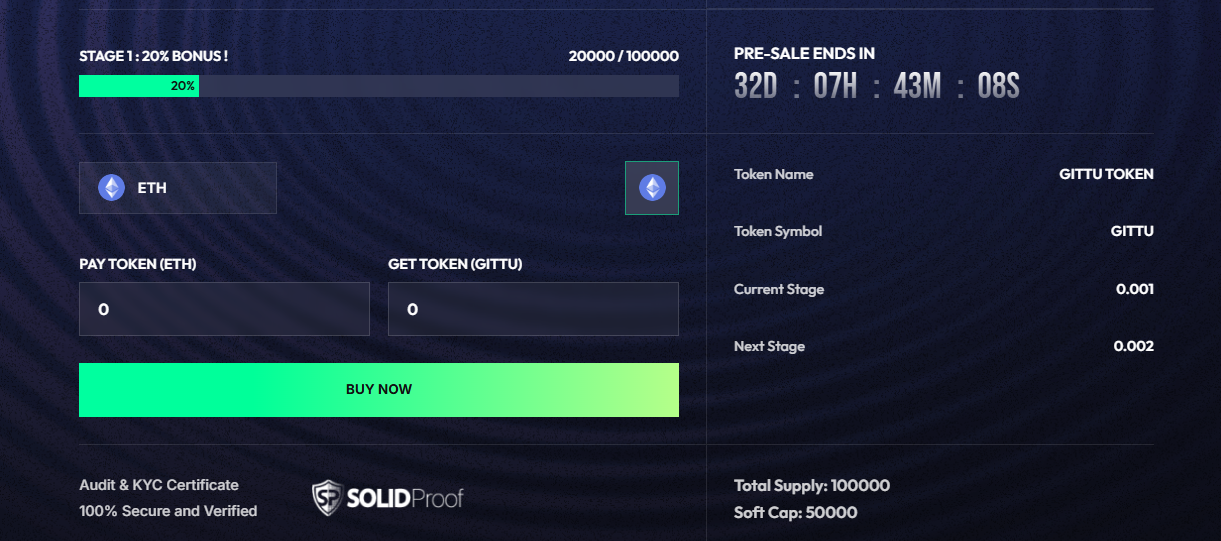 STAGE 1 : 20% BONUS !
20000 / 100000
20%
PRE-SALE ENDS IN
32D : 07H : 43M : 08S
ETH
PAY TOKEN (ETH)
GET TOKEN (GITTU)
0
0
BUY NOW
Token Name
GITTU TOKEN
Token Symbol
GITTU
Current Stage
0.001
Next Stage
0.002
Audit & KYC Certificate
100% Secure and Verified
SP SOLIDProof
Total Supply: 100000
Soft Cap: 50000